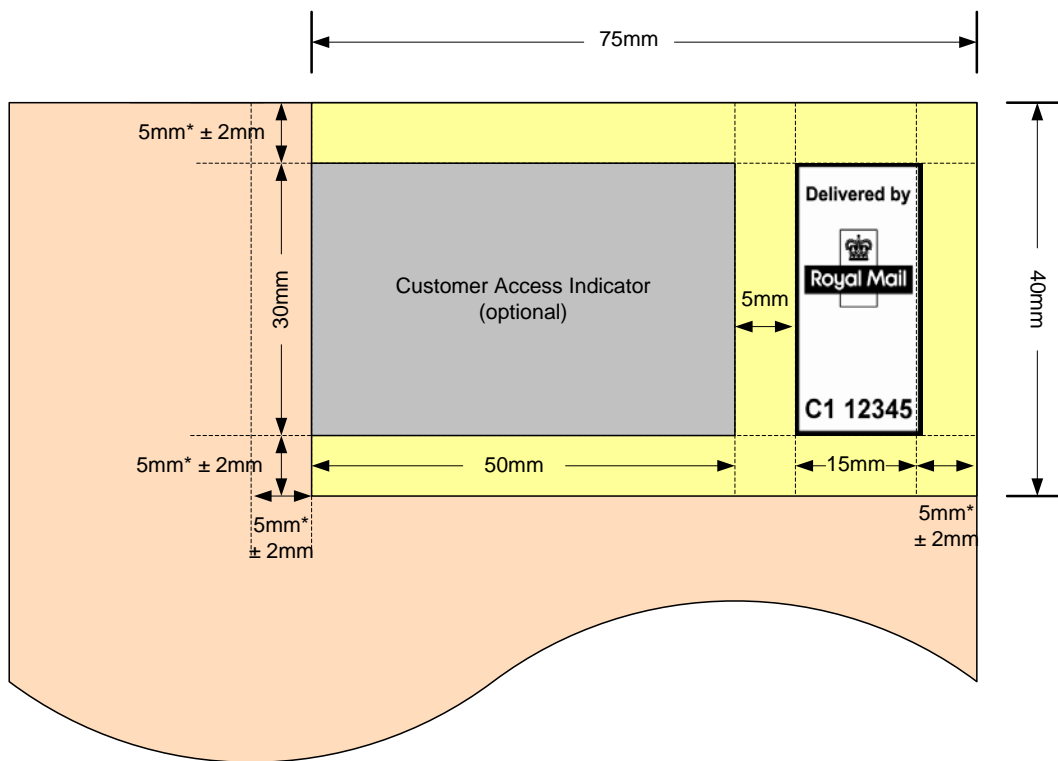 75mm
5mm* ± 2mm
Delivered by
Royal Mail
30mm
Customer Access Indicator
(optional)
5mm
40mm
C1 12345
5mm* ± 2mm
50mm
15mm
5mm*
± 2mm
5mm*
± 2mm